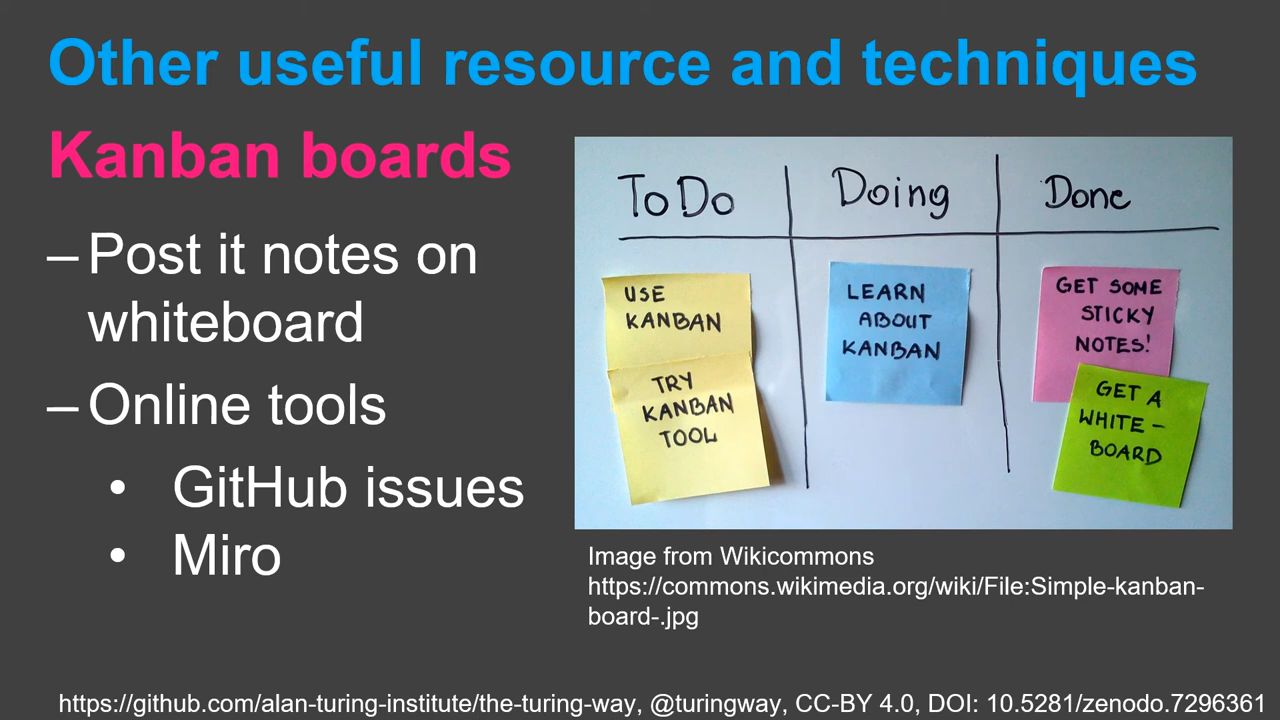 Other useful resource and techniques
Kanban boards
– Post it notes on
whiteboard
– Online tools
• GitHub issues
• Miro
To Do
Doing
Done
USE
KANBAN
TRY
KANBAN
TOOL
LEARN
ABOUT
KANBAN
GET SOME
STICKY
NOTES!
GET A
WHITE-
BOARD
Image from Wikicommons
https://commons.wikimedia.org/wiki/File:Simple-kanban-
board-.jpg
https://github.com/alan-turing-institute/the-turing-way, @turingway, CC-BY 4.0, DOI: 10.5281/zenodo.7296361